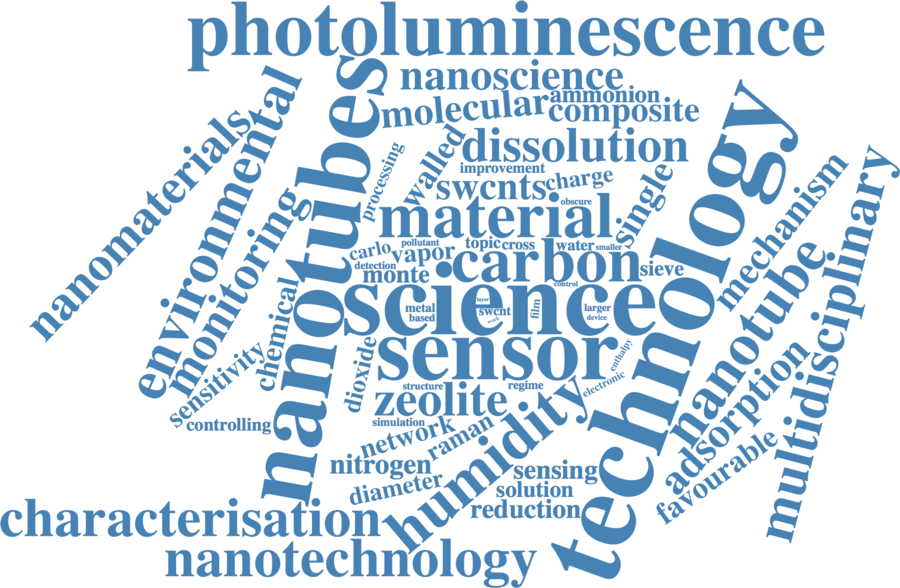 photoluminescence
nanoscience
ammonion
molecular
composite
nanotubes
environmental
nanomaterials
monitoring
walled
processing
dissolution
improvement
swcnts
charge
obscure
single
material
technology
mechanism
multidisciplinary
pollutant
topic
cross
water
smaller
carlo
vapor
detection
monte
carbon
sieve
control
science
layer
metal
based
swcnt
work
film
larger
device
chemical
sensitivity
controlling
dioxide
sensor
enthalpy
structure
regime
electronic
zeolite
simulation
nanotube
adsorption
favourable
network
raman
humidity
nitrogen
diameter
sensing
solution
reduction
characterisation
nanotechnology